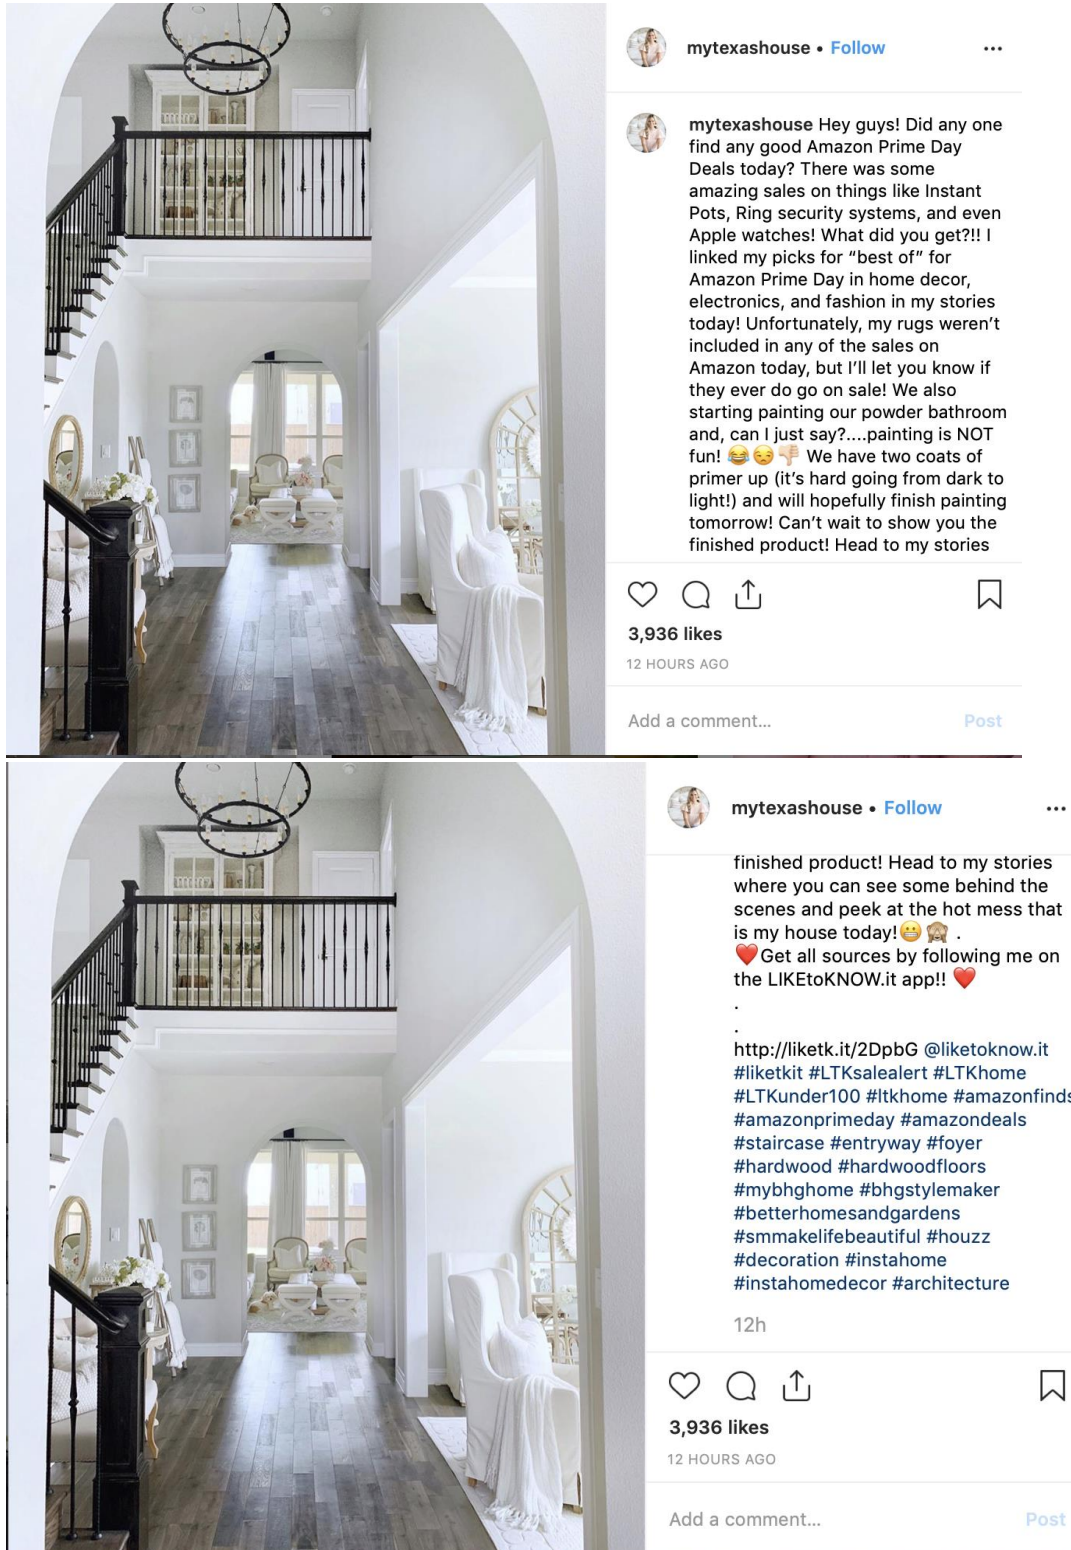 mytexashouse • Follow
mytexashouse Hey guys! Did any one
find any good Amazon Prime Day
Deals today? There was some
amazing sales on things like Instant
Pots, Ring security systems, and even
Apple watches! What did you get?!! I
linked my picks for “best of” for
Amazon Prime Day in home decor,
electronics, and fashion in my stories
today! Unfortunately, my rugs weren’t
included in any of the sales on
Amazon today, but I’ll let you know if
they ever do go on sale! We also
starting painting our powder bathroom
and, can I just say?....painting is NOT
fun! 😂😒👎🏻 We have two coats of
primer up (it’s hard going from dark to
light!) and will hopefully finish painting
tomorrow! Can’t wait to show you the
finished product! Head to my stories
3,936 likes
12 HOURS AGO
Add a comment... Post
mytexashouse • Follow
finished product! Head to my stories
where you can see some behind the
scenes and peek at the hot mess that
is my house today!😬🙈 .
❤️Get all sources by following me on
the LIKEtoKNOW.it app!! ❤️
.
.
http://liketk.it/2DpbG @liketoknow.it
#liketkit #LTKsalealert #LTKhome
#LTKunder100 #ltkhome #amazonfinds
#amazonprimeday #amazondeals
#staircase #entryway #foyer
#hardwood #hardwoodfloors
#mybhghome #bhgstylemaker
#betterhomesandgardens
#smmakelifebeautiful #houzz
#decoration #instahome
#instahomedecor #architecture
12h
3,936 likes
12 HOURS AGO
Add a comment... Post